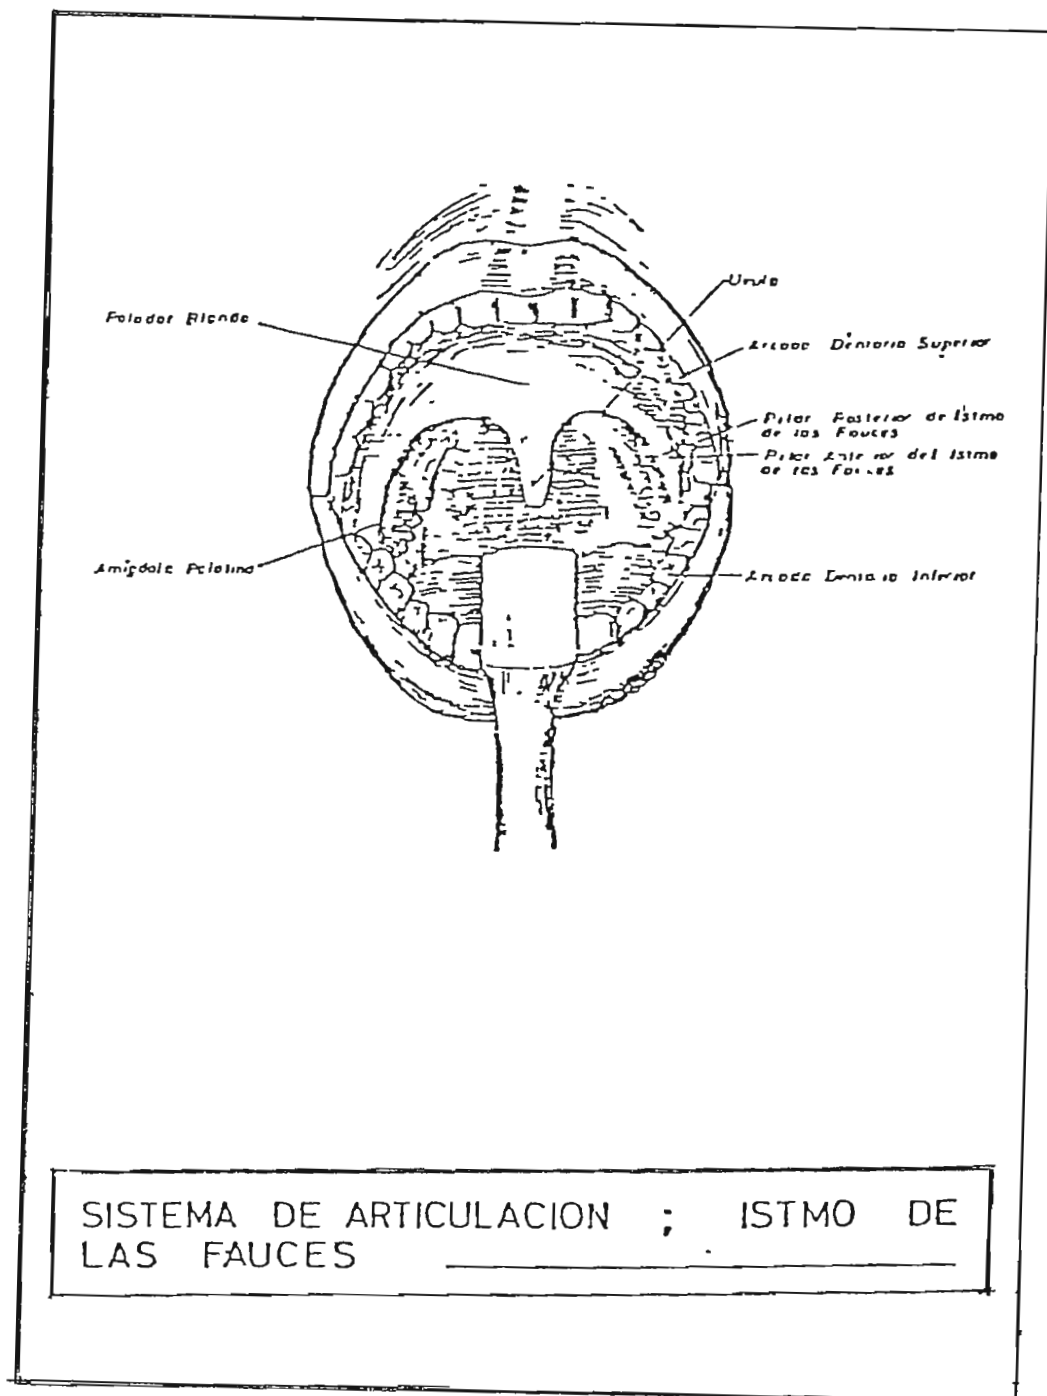 Uvula
Paladar Blando
Arcada Dentaria Superior
Pilar Posterior de Istmo
de las Fauces
Pilar Anterior del Istmo
de las Fauces
Amigdala Palatina
Arcada Dentaria Inferior
SISTEMA DE ARTICULACION ; ISTMO DE
LAS FAUCES